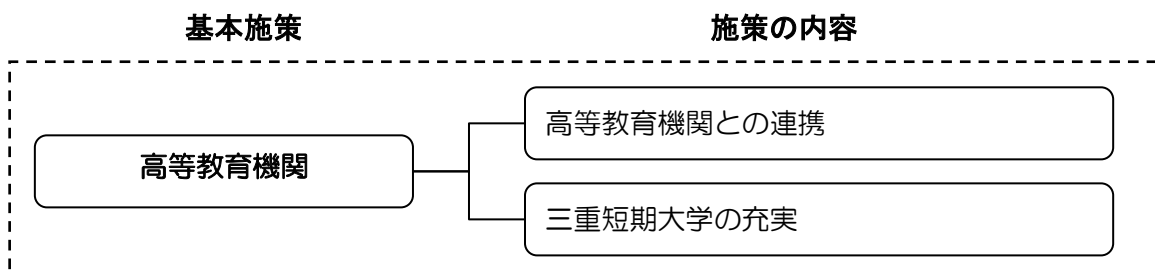 基本施策 施策の内容
高等教育機関
高等教育機関との連携
三重短期大学の充実